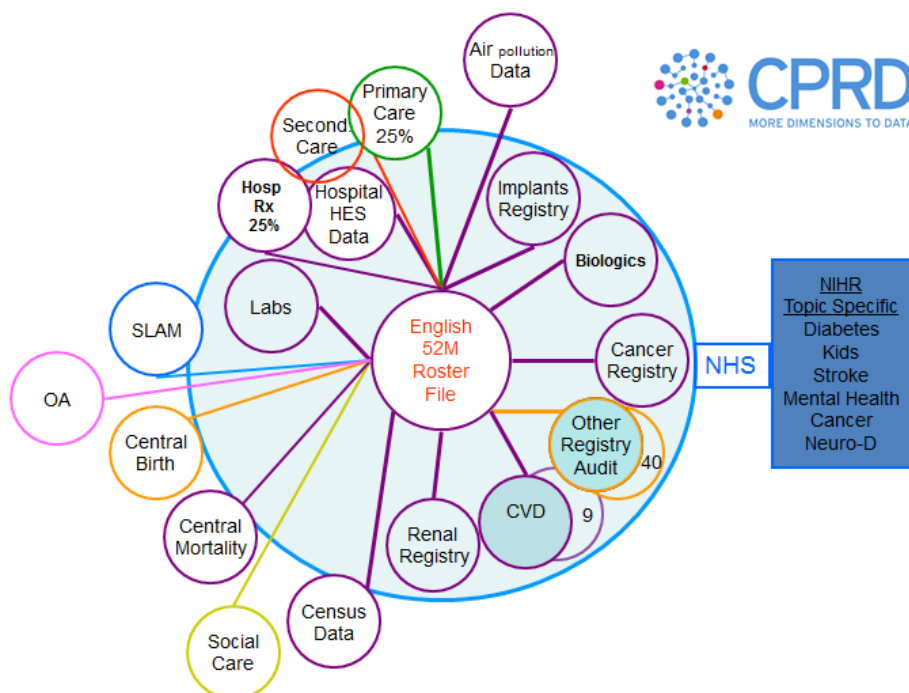 Air pollution
Data
CPRD
MORE DIMENSIONS TO DATA
Primary
Care
25%
Second.
Care
Hosp
Rx
25%
Hospital
HES
Data
Implants
Registry
Biologics
Labs
SLAM
OA
English
52M
Roster
File
Cancer
Registry
NHS
NIHR
Topic Specific
Diabetes
Kids
Stroke
Mental Health
Cancer
Neuro-D
Central
Birth
Other
Registry
Audit
40
Central
Mortality
Renal
Registry
CVD
9
Census
Data
Social
Care